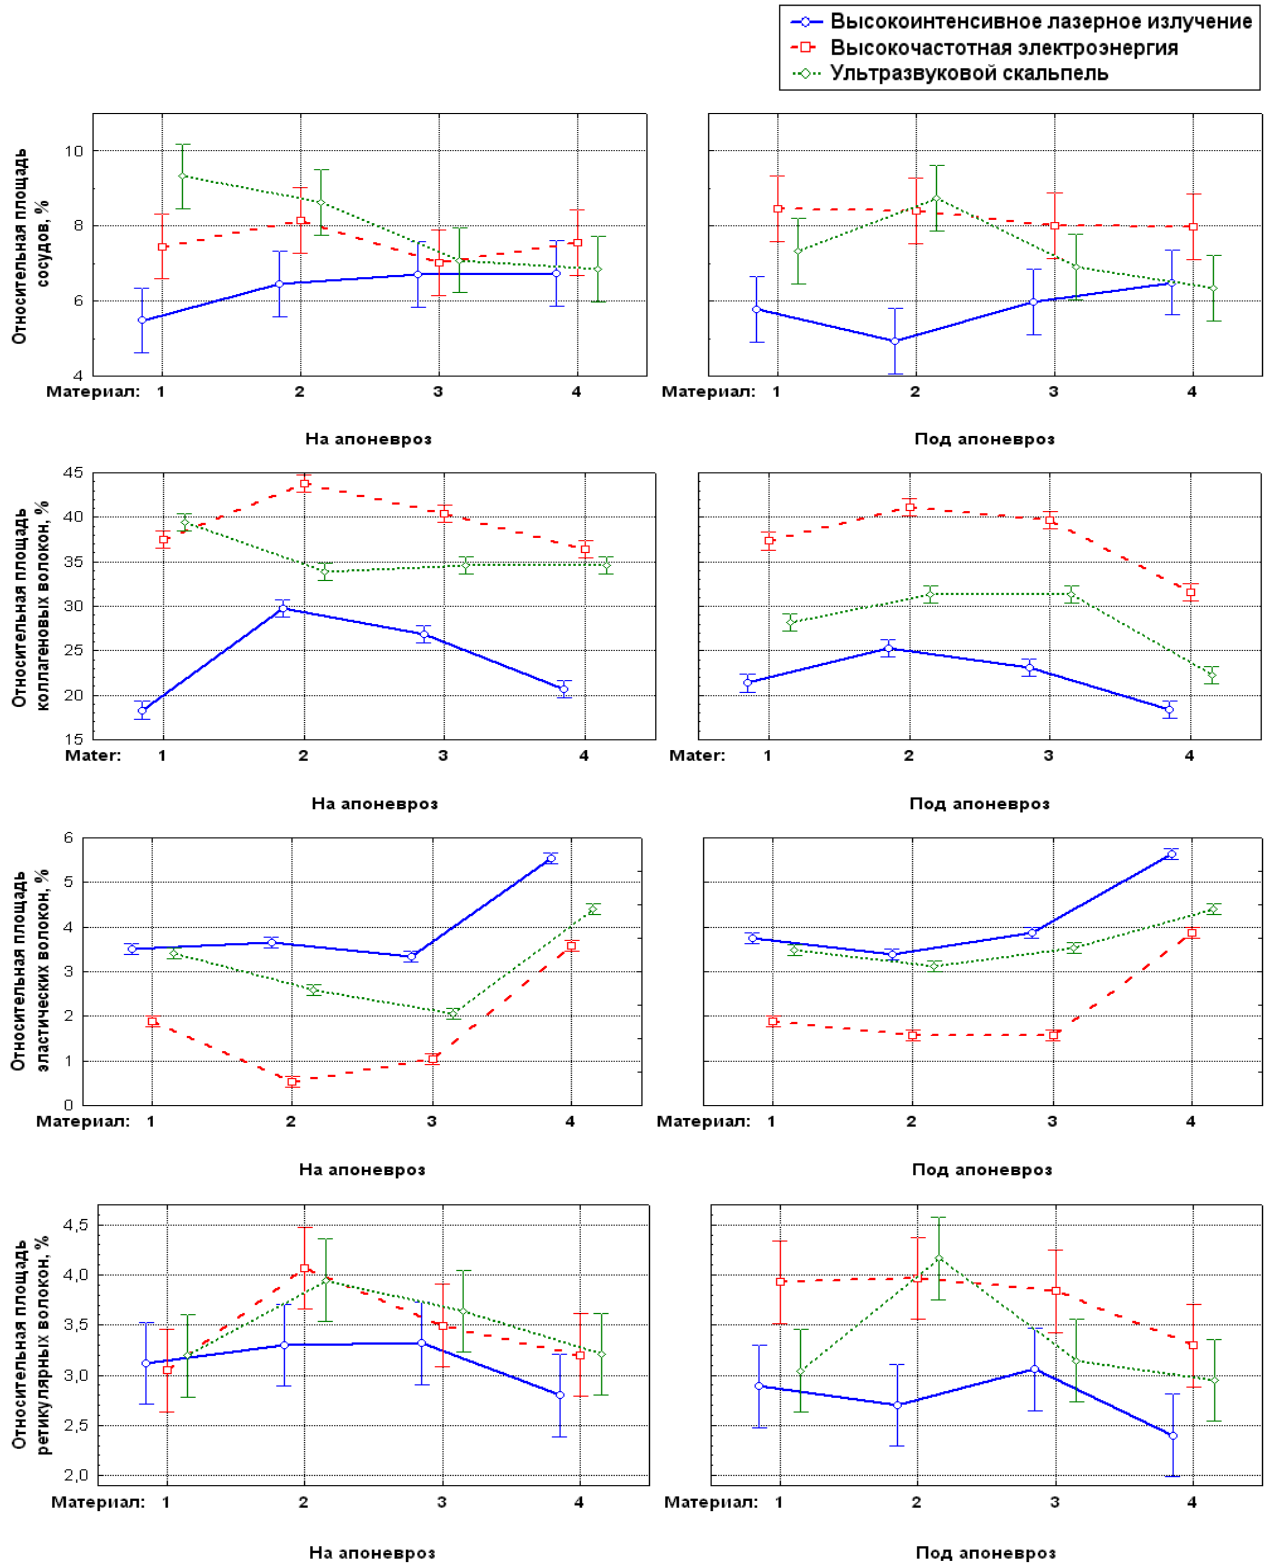 Высокоинтенсивное лазерное излучение
Высокочастотная электроэнергия
Ультразвуковой скальпель
Относительная площадь
сосудов, %
10
8
6
4
Материал: 1 2 3 4
1 2 3 4
На апоневроз
Под апоневроз
Относительная площадь
коллагеновых волокон, %
45
40
35
30
25
20
15
Mater: 1 2 3 4
Mater: 1 2 3 4
На апоневроз
Под апоневроз
Относительная площадь
эластических волокон, %
6
5
4
3
2
1
0
Материал: 1 2 3 4
Материал: 1 2 3 4
На апоневроз
Под апоневроз
Относительная площадь
ретикулярных волокон, %
4,5
4,0
3,5
3,0
2,5
2,0
Материал: 1 2 3 4
Материал: 1 2 3 4
На апоневроз
Под апоневроз